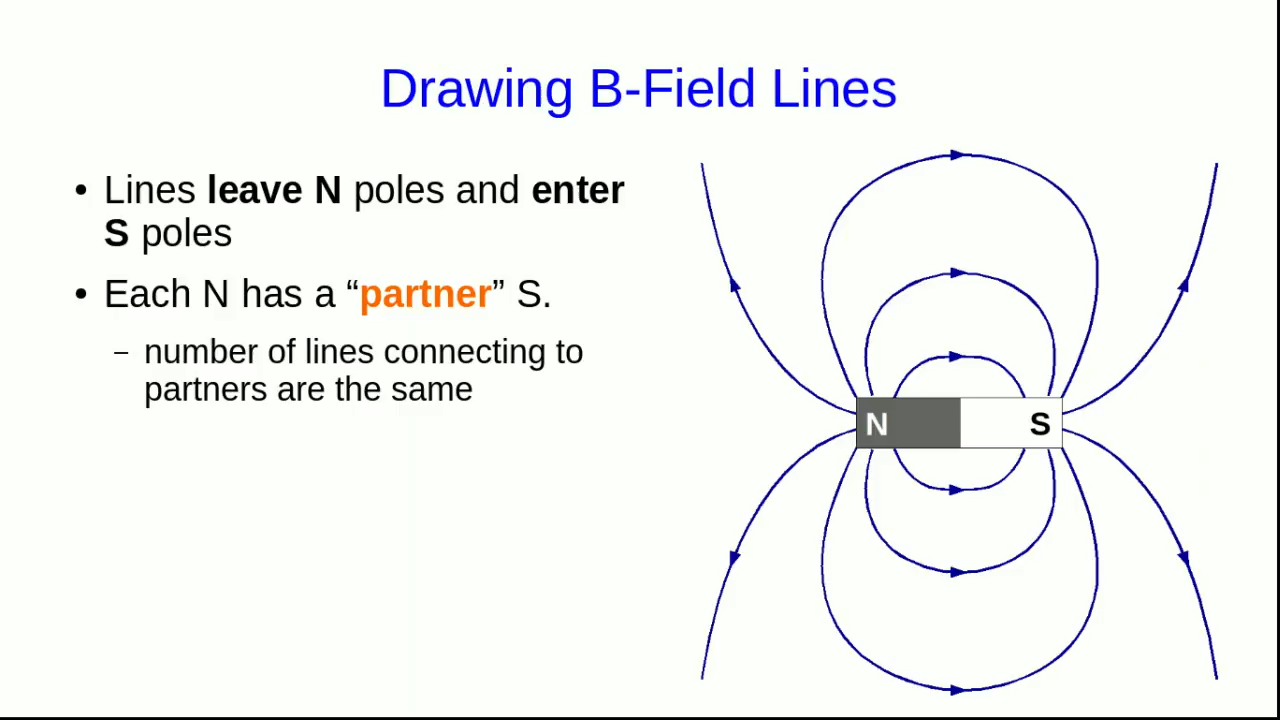 Drawing B-Field Lines
• Lines leave N poles and enter
S poles
• Each N has a “partner” S.
– number of lines connecting to
partners are the same
N S